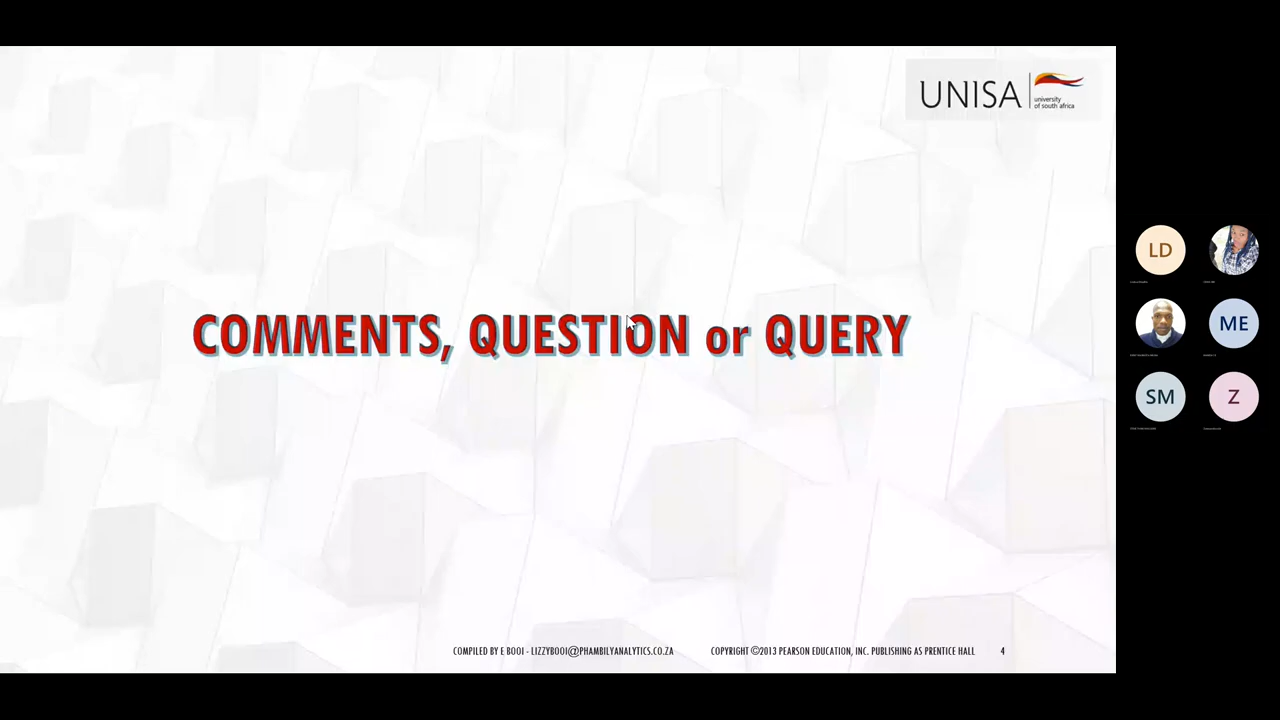 UNISA
university
of south africa
COMMENTS, QUESTION or QUERY
LD
ME
SM
Z
COMPILED BY E BOOI - LIZZYBOOI@PHAMBILYANALYTICS.CO.ZA
COPYRIGHT ©2013 PEARSON EDUCATION, INC. PUBLISHING AS PRENTICE HALL
4